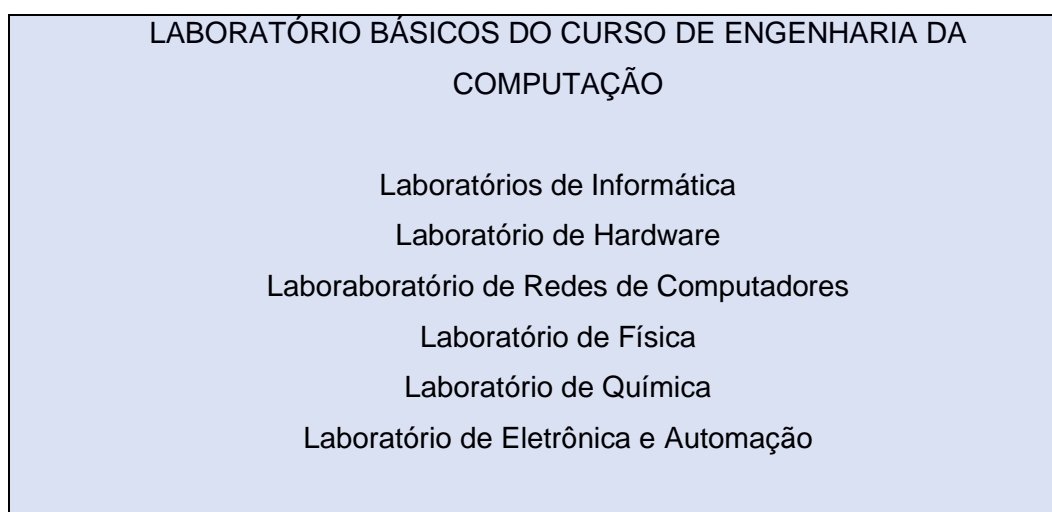 LABORATÓRIO BÁSICOS DO CURSO DE ENGENHARIA DA
COMPUTAÇÃO
Laboratórios de Informática
Laboratório de Hardware
Laboraboratório de Redes de Computadores
Laboratório de Física
Laboratório de Química
Laboratório de Eletrônica e Automação